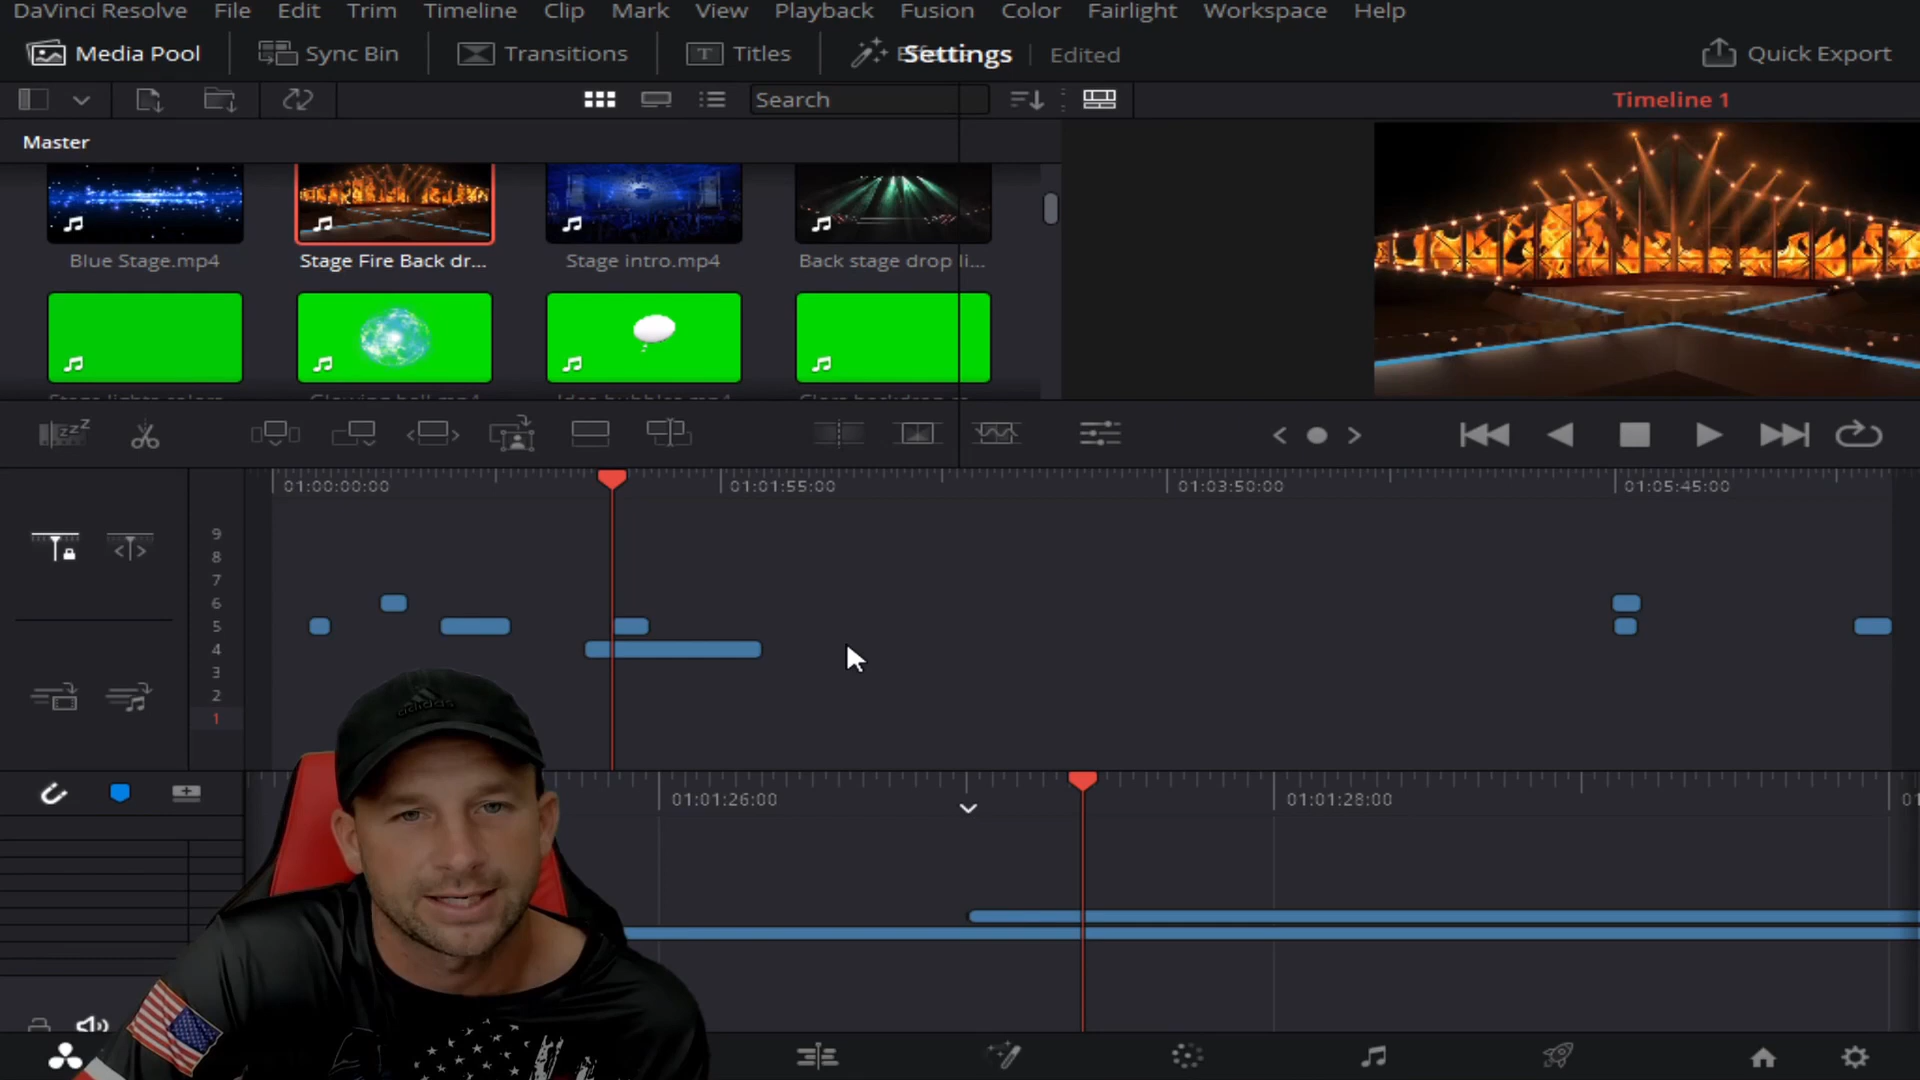 DaVinci Resolve File Edit Trim Timeline Clip Mark View Playback Fusion Color Fairlight Workspace Help
Media Pool Sync Bin Transitions Titles Settings Edited Quick Export
Search Timeline 1
Master
Blue Stage.mp4 Stage Fire Back dr... Stage intro.mp4 Back stage drop li...
zzz
01:00:00:00 01:01:55:00 01:03:50:00 01:05:45:00
9
8
7
6
5
4
3
2
1
adidas
01:01:26:00 01:01:28:00